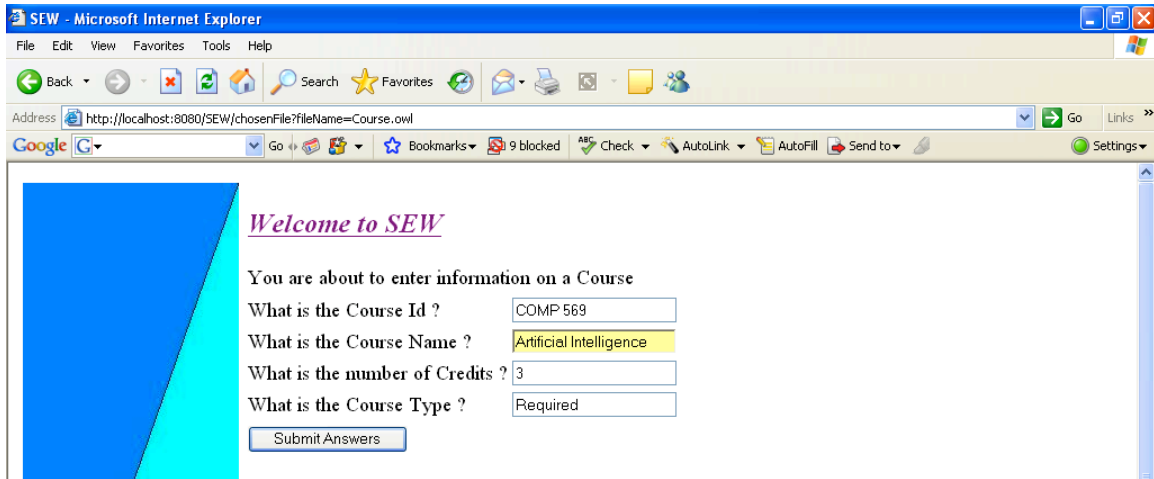 SEW - Microsoft Internet Explorer
File Edit View Favorites Tools Help
Back Search Favorites
Address http://localhost:8080/SEW/chosenFile?fileName=Course.owl Go Links »
Google G Go Bookmarks 9 blocked ABC Check AutoLink AutoFill Send to Settings
Welcome to SEW
You are about to enter information on a Course
What is the Course Id ? COMP 569
What is the Course Name ? Artificial Intelligence
What is the number of Credits ? 3
What is the Course Type ? Required
Submit Answers